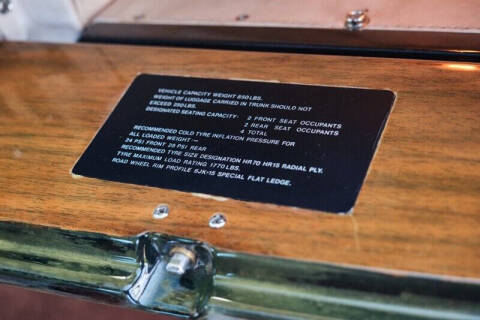 VEHICLE CAPACITY WEIGHT 850 LBS.
WEIGHT OF LUGGAGE CARRIED IN TRUNK SHOULD NOT
EXCEED 250 LBS.
DESIGNATED SEATING CAPACITY: 2 FRONT SEAT OCCUPANTS
2 REAR SEAT OCCUPANTS
4 TOTAL
RECOMMENDED COLD TYRE INFLATION PRESSURE FOR
ALL LOADED WEIGHT —
24 PSI FRONT 28 PSI REAR
RECOMMENDED TYRE SIZE DESIGNATION HR70 HR15 RADIAL PLY.
TYRE MAXIMUM LOAD RATING 1770 LBS.
ROAD WHEEL RIM PROFILE 6JK×15 SPECIAL FLAT LEDGE.